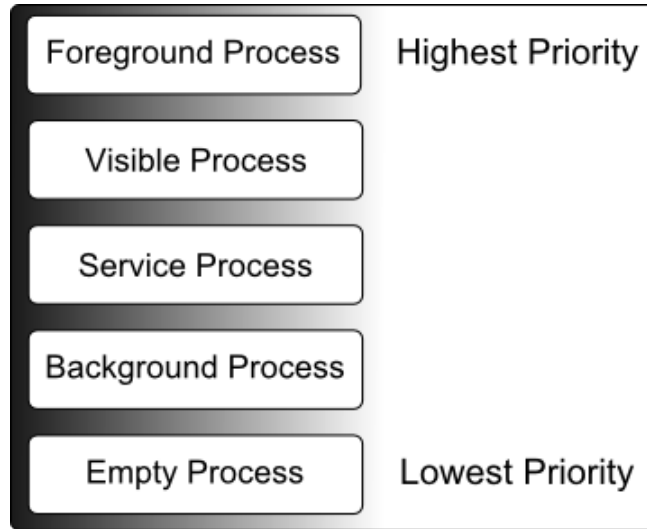 Foreground Process Highest Priority
Visible Process
Service Process
Background Process
Empty Process Lowest Priority